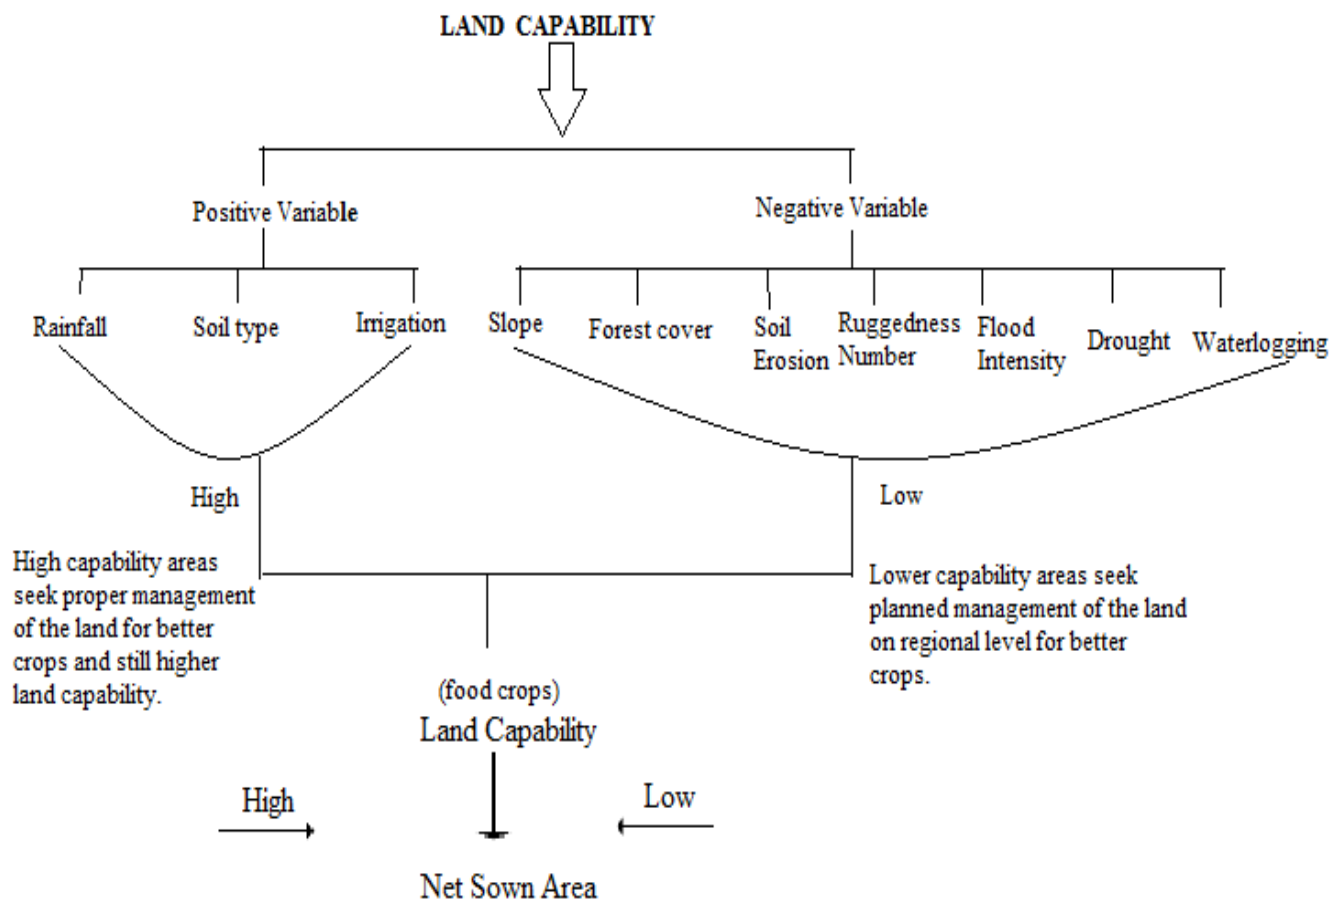 LAND CAPABILITY
Positive Variable
Negative Variable
Rainfall
Soil type
Irrigation
Slope
Forest cover
Soil
Erosion
Ruggedness
Number
Flood
Intensity
Drought
Waterlogging
High
Low
High capability areas
seek proper management
of the land for better
crops and still higher
land capability.
Lower capability areas seek
planned management of the land
on regional level for better
crops.
(food crops)
Land Capability
High
Low
Net Sown Area